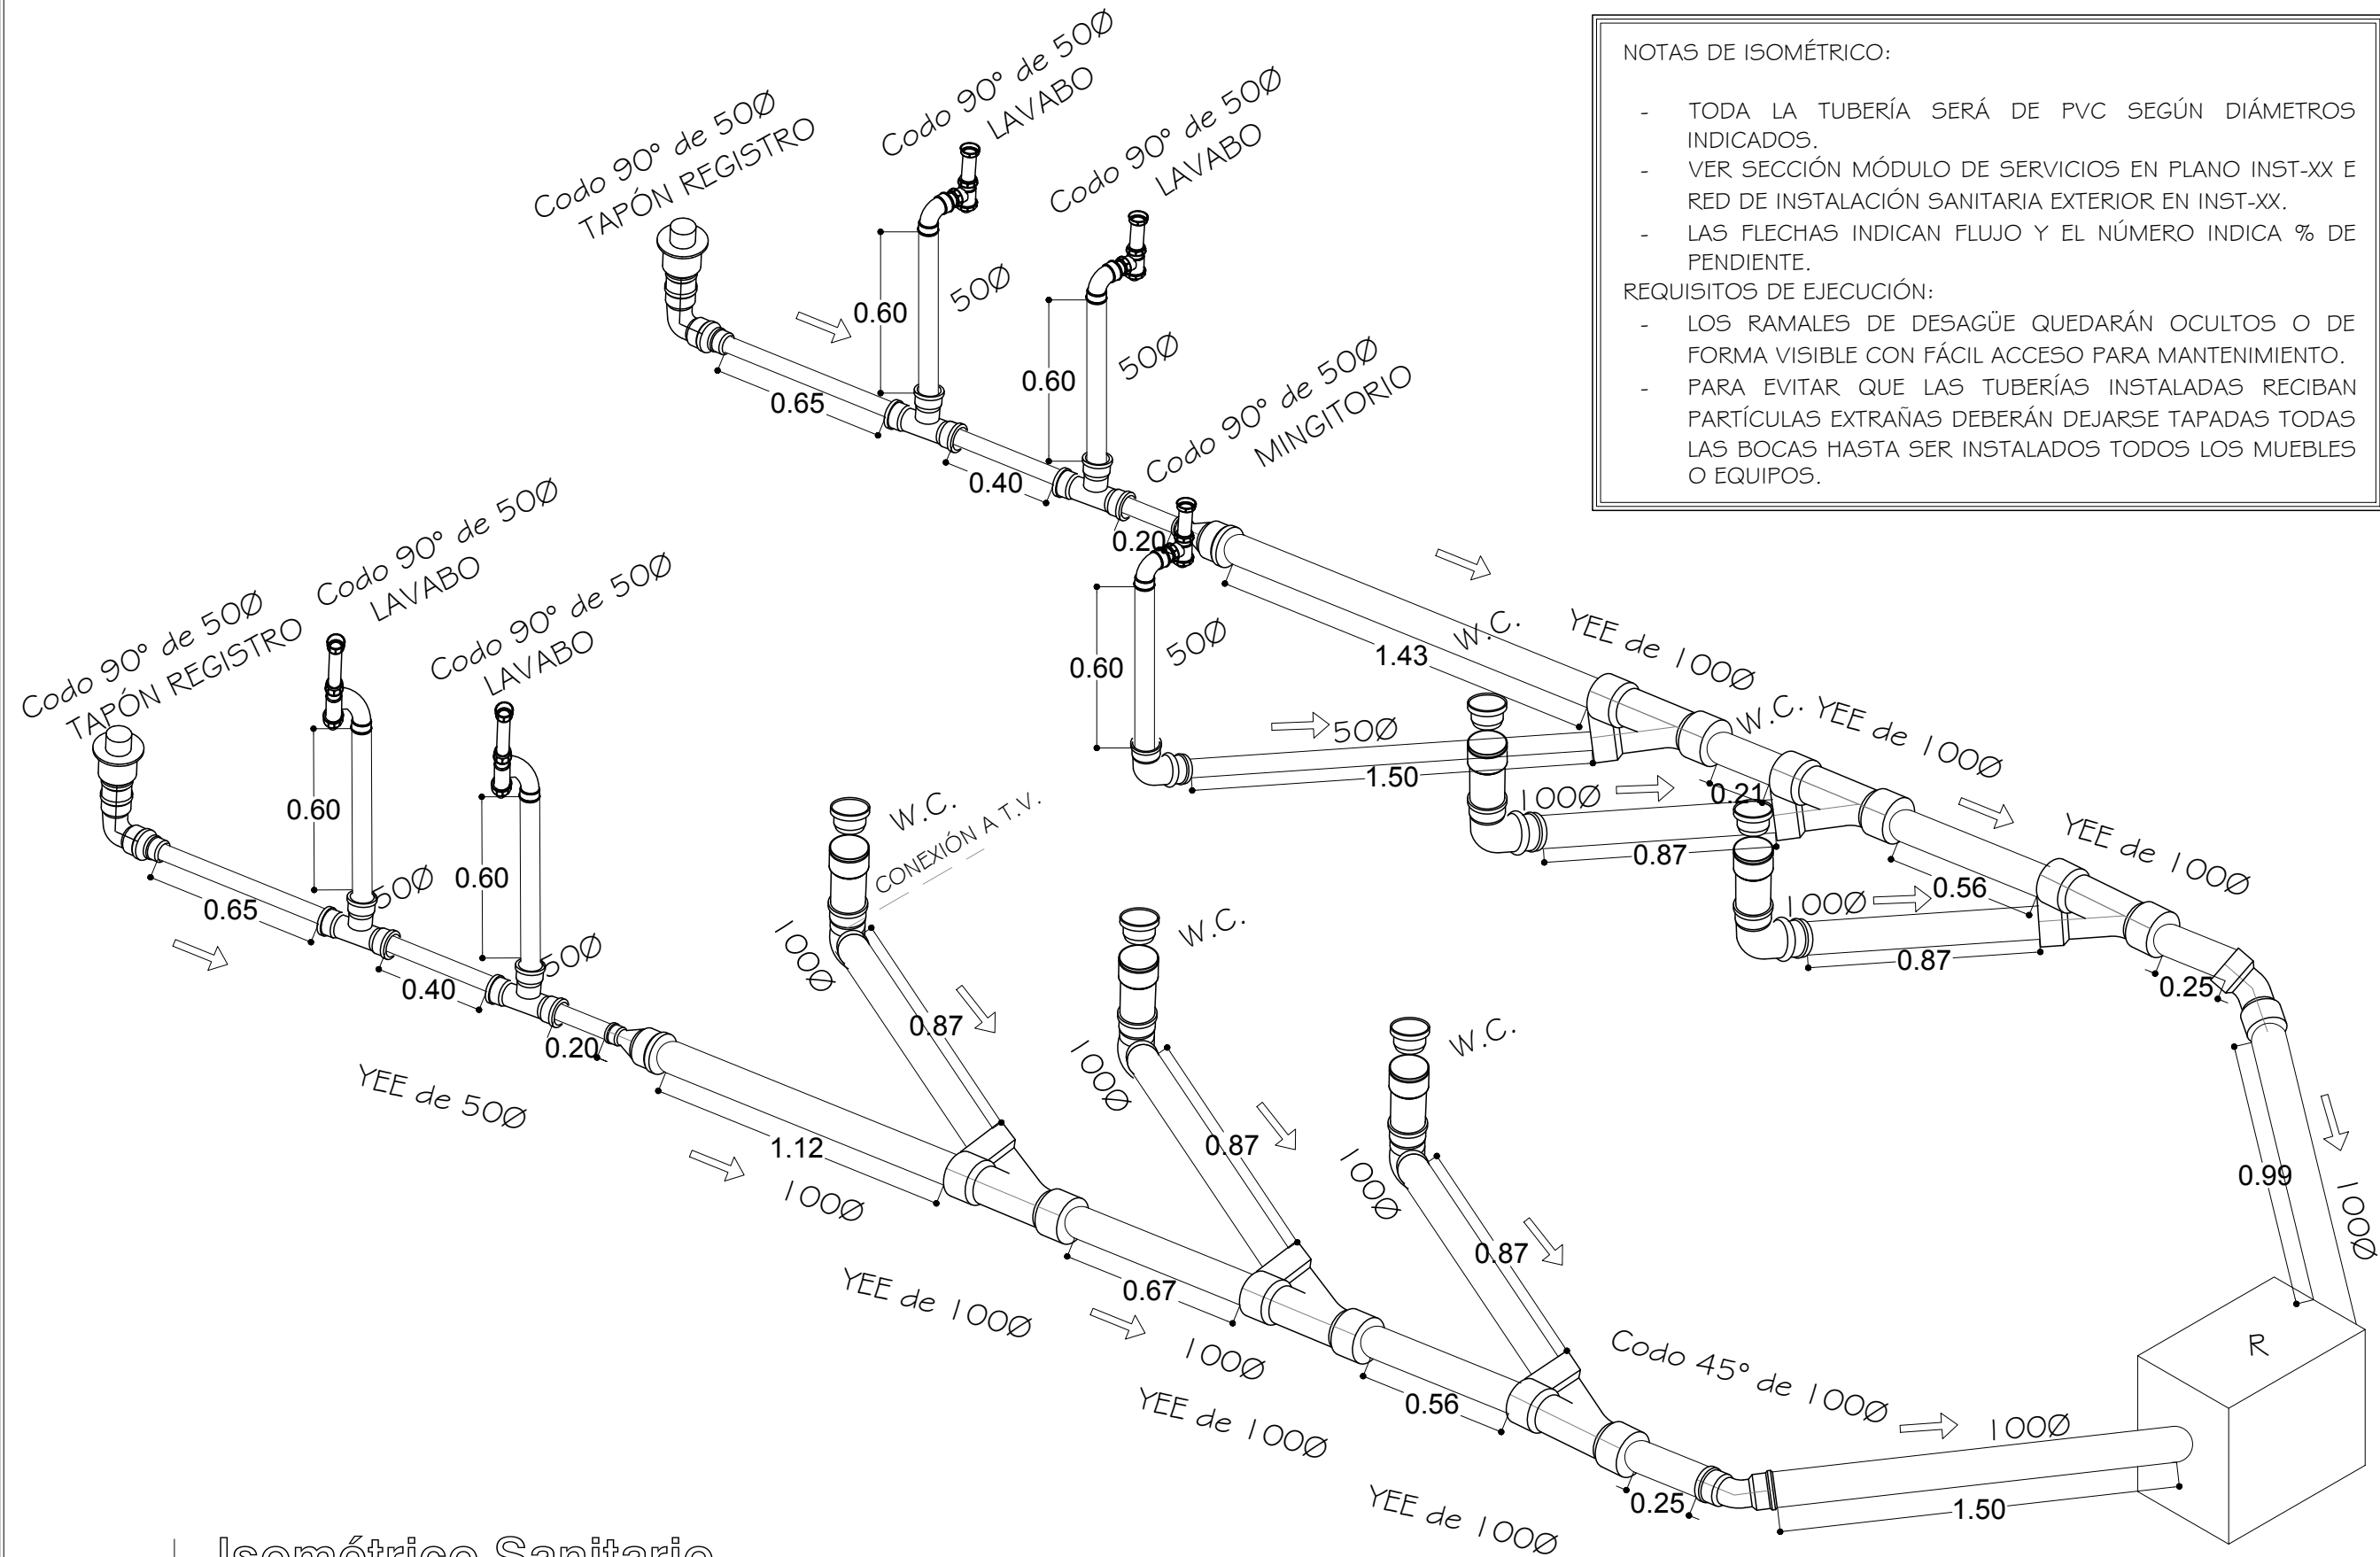 NOTAS DE ISOMÉTRICO:
- TODA LA TUBERÍA SERÁ DE PVC SEGÚN DIÁMETROS
INDICADOS.
- VER SECCIÓN MÓDULO DE SERVICIOS EN PLANO INST-XX E
RED DE INSTALACIÓN SANITARIA EXTERIOR EN INST-XX.
- LAS FLECHAS INDICAN FLUJO Y EL NÚMERO INDICA % DE
PENDIENTE.
REQUISITOS DE EJECUCIÓN:
- LOS RAMALES DE DESAGÜE QUEDARÁN OCULTOS O DE
FORMA VISIBLE CON FÁCIL ACCESO PARA MANTENIMIENTO.
- PARA EVITAR QUE LAS TUBERÍAS INSTALADAS RECIBAN
PARTÍCULAS EXTRAÑAS DEBERÁN DEJARSE TAPADAS TODAS
LAS BOCAS HASTA SER INSTALADOS TODOS LOS MUEBLES
O EQUIPOS.
Codo 90° de 50Ø
TAPÓN REGISTRO
Codo 90° de 50Ø
LAVABO
Codo 90° de 50Ø
LAVABO
0.60
50Ø
0.60
50Ø
0.65
0.40
0.20
Codo 90° de 50Ø
MINGITORIO
0.60
50Ø
1.43
W.C.
YEE de 100Ø
50Ø
1.50
W.C.
YEE de 100Ø
0.21
100Ø
0.87
0.56
YEE de 100Ø
100Ø
0.87
0.25
0.99
100Ø
Codo 90° de 50Ø
TAPÓN REGISTRO
Codo 90° de 50Ø
LAVABO
Codo 90° de 50Ø
LAVABO
0.60
50Ø
0.60
50Ø
0.65
0.40
0.20
YEE de 50Ø
1.12
100Ø
W.C.
CONEXIÓN A T.V.
100Ø
0.87
YEE de 100Ø
W.C.
100Ø
0.87
0.67
100Ø
YEE de 100Ø
W.C.
100Ø
0.87
0.56
YEE de 100Ø
0.25
Codo 45° de 100Ø
100Ø
1.50
R
Isométrico Sanitario